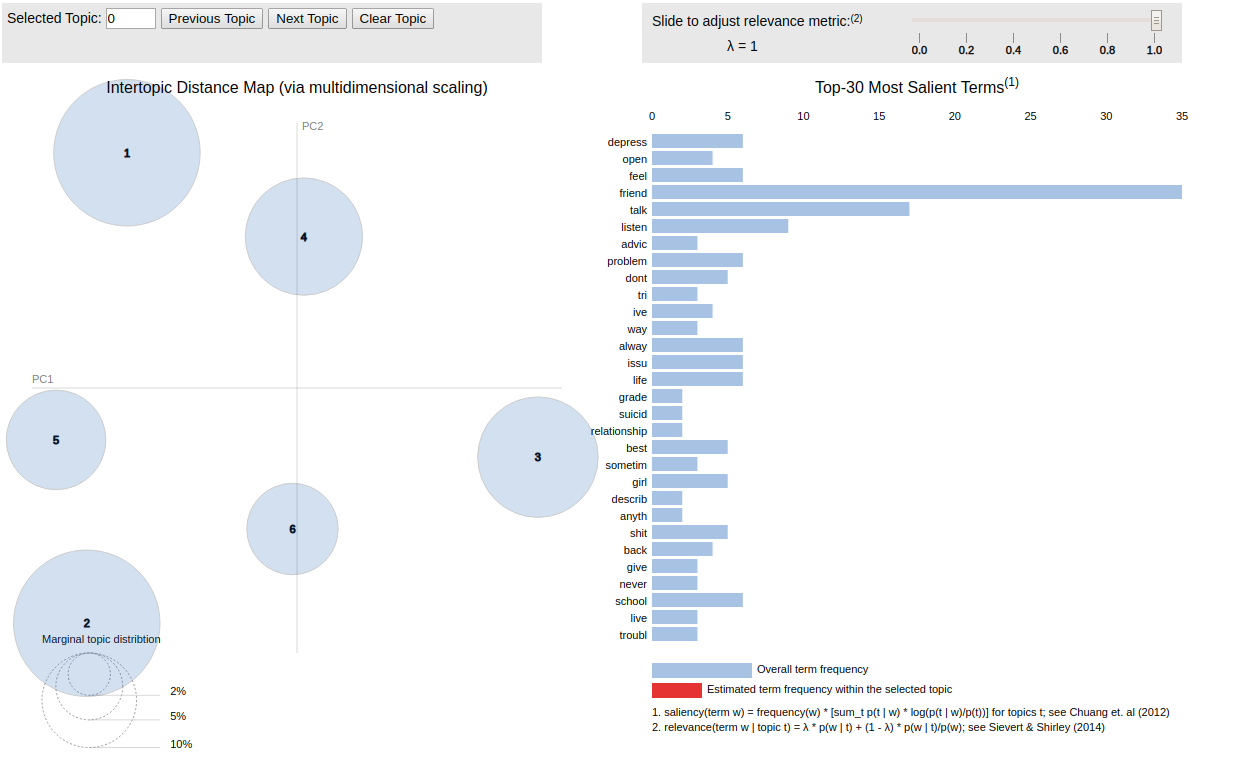 Selected Topic: 0 Previous Topic Next Topic Clear Topic
Slide to adjust relevance metric:(2)
λ = 1
0.0 0.2 0.4 0.6 0.8 1.0
Intertopic Distance Map (via multidimensional scaling)
PC2
PC1
1
4
5
3
6
2
Marginal topic distribtion
2%
5%
10%
Top-30 Most Salient Terms(1)
0 5 10 15 20 25 30 35
depress
open
feel
friend
talk
listen
advic
problem
dont
tri
ive
way
alway
issu
life
grade
suicid
relationship
best
sometim
girl
describ
anyth
shit
back
give
never
school
live
troubl
Overall term frequency
Estimated term frequency within the selected topic
1. saliency(term w) = frequency(w) * [sum_t p(t | w) * log(p(t | w)/p(t))] for topics t; see Chuang et. al (2012)
2. relevance(term w | topic t) = λ * p(w | t) + (1 - λ) * p(w | t)/p(w); see Sievert & Shirley (2014)